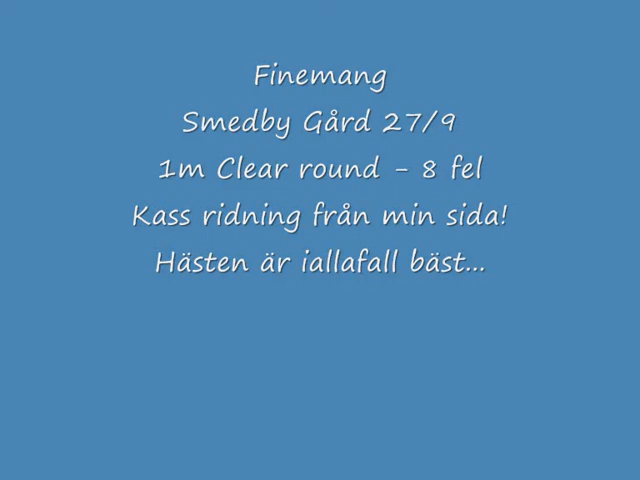 Finemang
Smedby Gård 27/9
1m Clear round - 8 fel
Kass ridning från min sida!
Hästen är iallafall bäst...